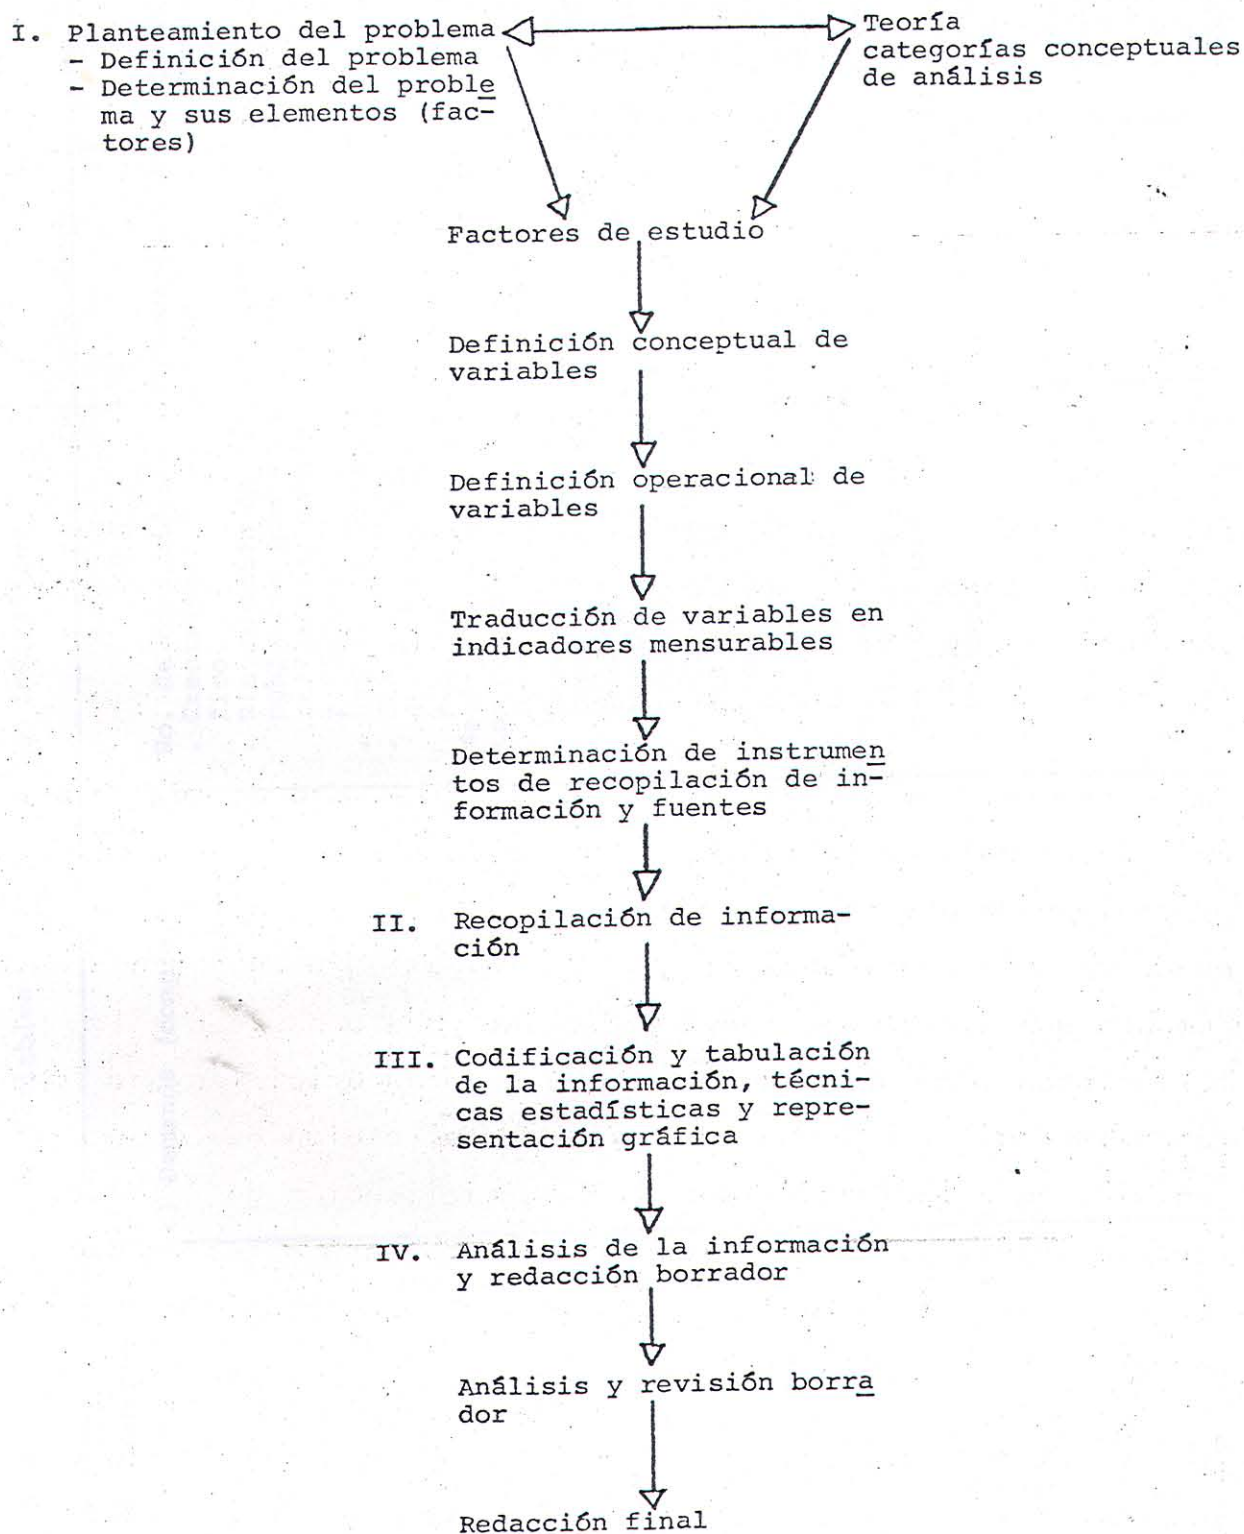 I. Planteamiento del problema
- Definición del problema
- Determinación del proble
ma y sus elementos (fac-
tores)
Teoría
categorías conceptuales
de análisis
Factores de estudio
Definición conceptual de
variables
Definición operacional de
variables
Traducción de variables en
indicadores mensurables
Determinación de instrumen
tos de recopilación de in-
formación y fuentes
II. Recopilación de informa-
ción
III. Codificación y tabulación
de la información, técni-
cas estadísticas y repre-
sentación gráfica
IV. Análisis de la información
y redacción borrador
Análisis y revisión borra
dor
Redacción final